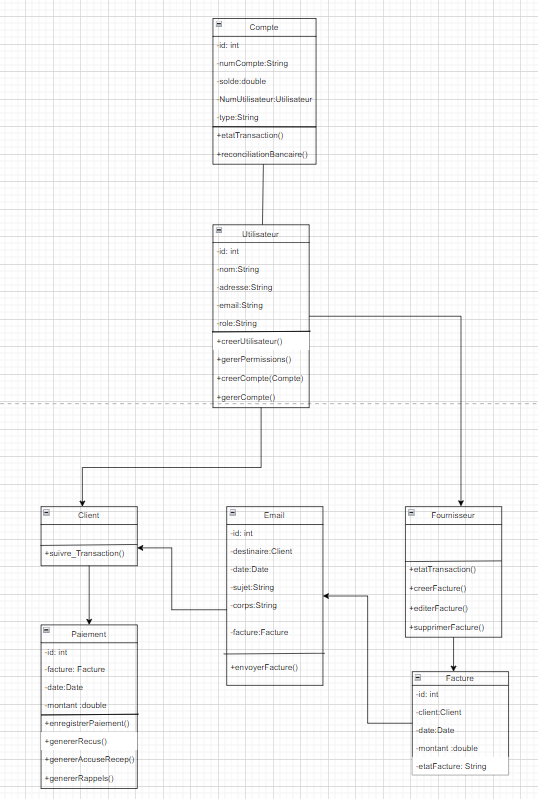 Compte
-id: int
-numCompte:String
-solde:double
-NumUtilisateur:Utilisateur
-type:String
+etatTransaction()
+reconoliationBancaire()
Utilisateur
-id: int
-nom:String
-adresse:String
-email:String
-role:String
+creerUtilisateur()
+gererPermissions()
+creerCompte(Compte)
+gererCompte()
Client
+suivre_Transaction()
Email
-id: int
-destinaire:Client
-date:Date
-sujet:String
-corps:String
-facture:Facture
+envoyerFacture()
Fournisseur
+etatTransaction()
+creerFacture()
+editerFacture()
+supprimerFacture()
Paiement
-id: int
-facture: Facture
-date:Date
-montant :double
+enregistrerPaiement()
+genererRecus()
+genererAccuseRecep()
+genererRappels()
Facture
-id: int
-client:Client
-date:Date
-montant :double
-etatFacture: String